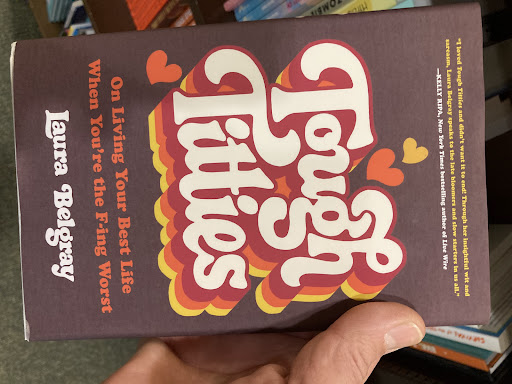 "I loved Tough Titties and didn't want it to end! Through her insightful wit and
sarcasm, Laura Belgray speaks to the late bloomers and slow starters in us all."
—KELLY RIPA, New York Times bestselling author of Live Wire
Tough
Titties
On Living Your Best Life
When You're the F-ing Worst
Laura Belgray
ZOMBIE